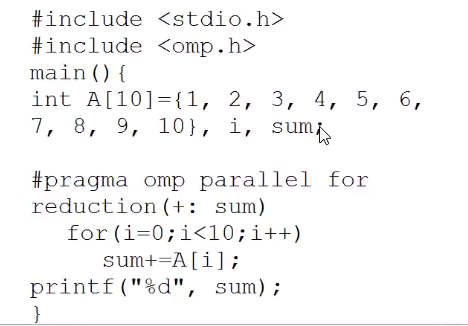 #include <stdio.h>
#include <omp.h>
main(){
int A[10]={1, 2, 3, 4, 5, 6,
7, 8, 9, 10}, i, sum;
#pragma omp parallel for
reduction(+: sum)
for(i=0;i<10;i++)
sum+=A[i];
printf("%d", sum);
}